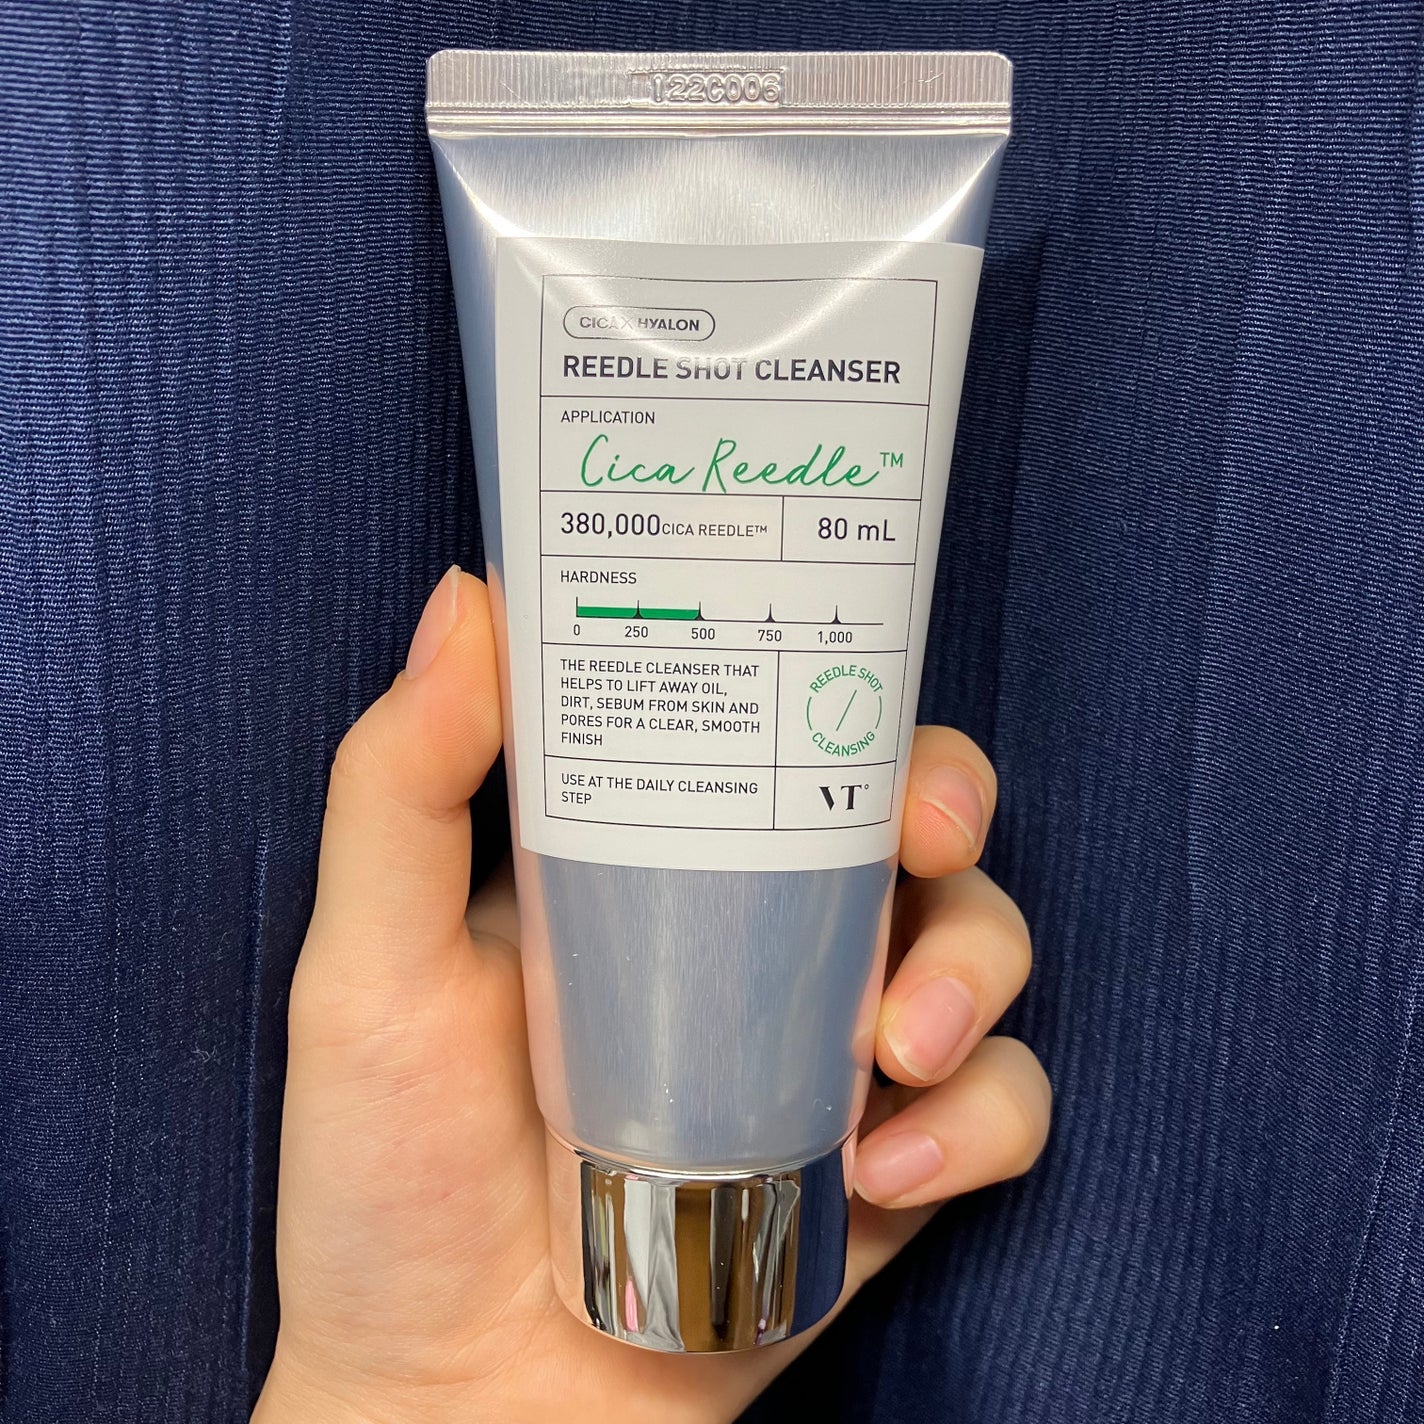 122C006
CICA X HYALON
REEDLE SHOT CLEANSER
APPLICATION
Cica Reedle™
380,000CICA REEDLE™
80 mL
HARDNESS
0 250 500 750 1,000
THE REEDLE CLEANSER THAT
HELPS TO LIFT AWAY OIL,
DIRT, SEBUM FROM SKIN AND
PORES FOR A CLEAR, SMOOTH
FINISH
REEDLE SHOT
CLEANSING
USE AT THE DAILY CLEANSING
STEP
VT°